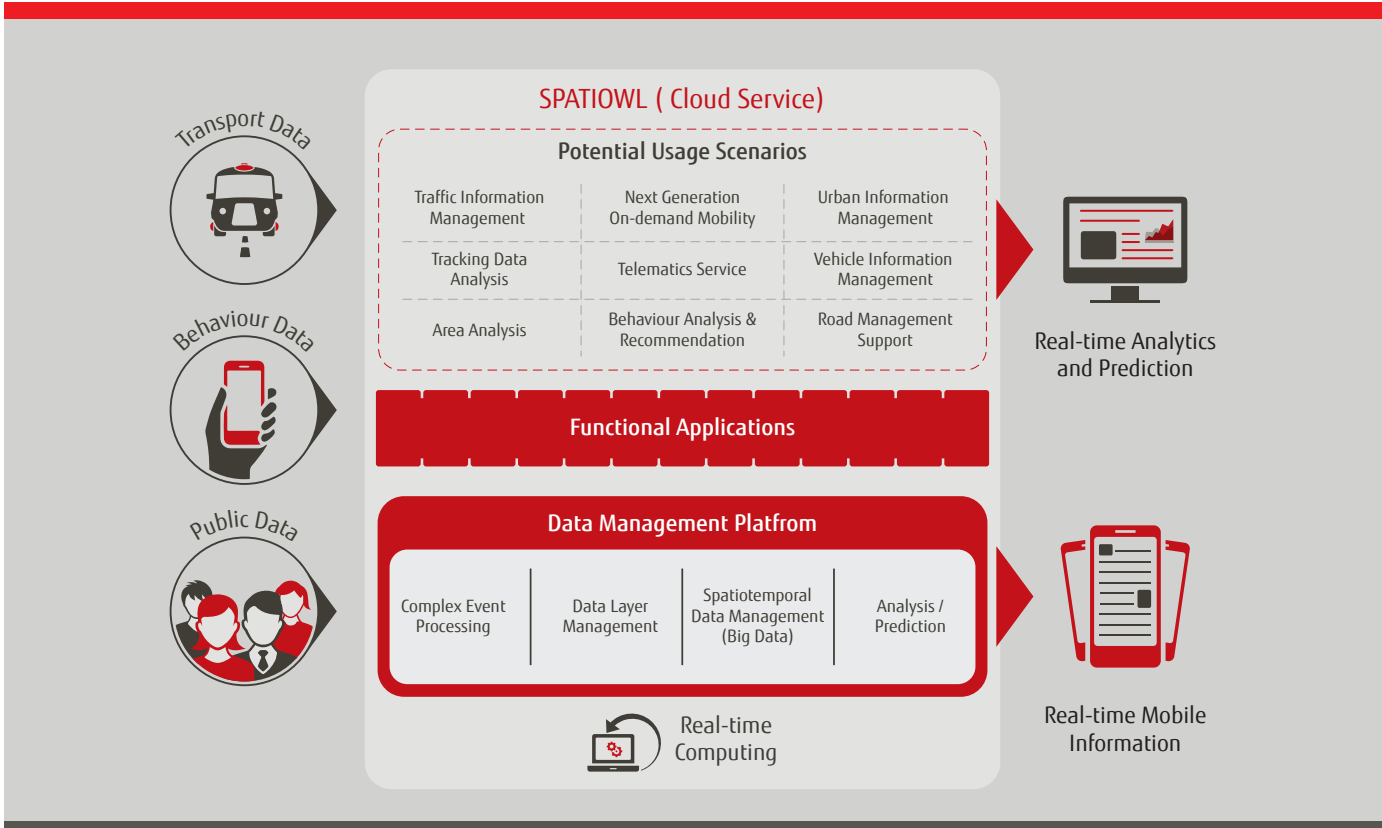 SPATIOWL ( Cloud Service)
Transport Data
Behaviour Data
Public Data
Potential Usage Scenarios
Traffic Information
Management
Next Generation
On-demand Mobility
Urban Information
Management
Tracking Data
Analysis
Telematics Service
Vehicle Information
Management
Area Analysis
Behaviour Analysis &
Recommendation
Road Management
Support
Functional Applications
Data Management Platfrom
Complex Event
Processing
Data Layer
Management
Spatiotemporal
Data Management
(Big Data)
Analysis /
Prediction
Real-time
Computing
Real-time Analytics
and Prediction
Real-time Mobile
Information